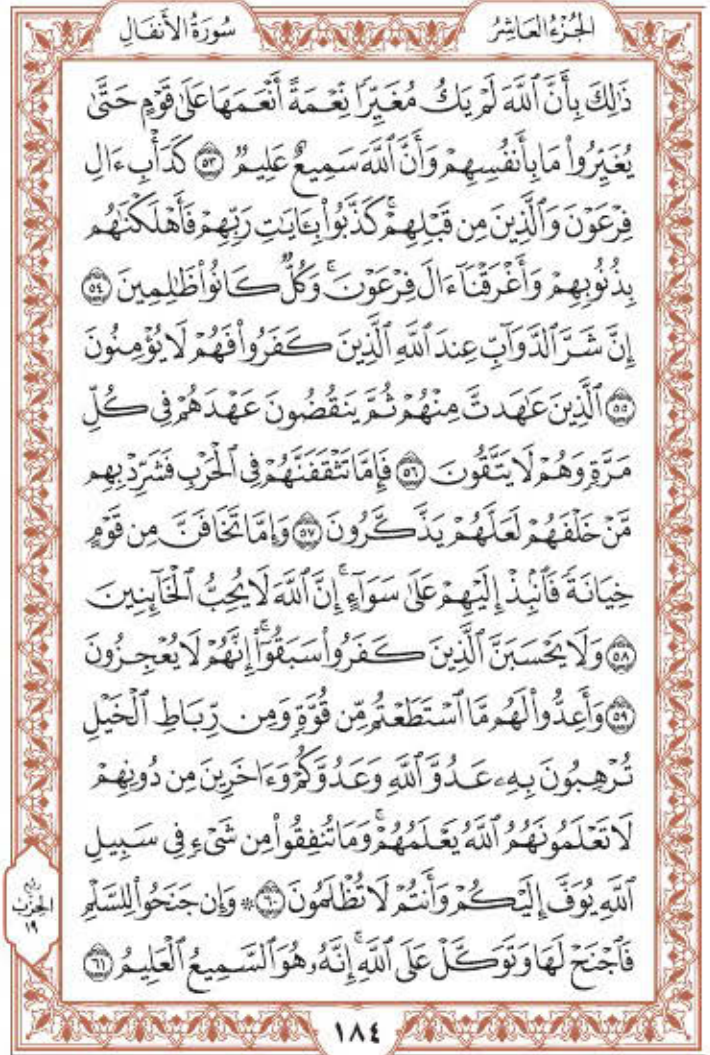 الجُزْءُ العَاشِرُ
سُورَةُ الأَنفَال
ذَٰلِكَ بِأَنَّ ٱللَّهَ لَمْ يَكُ مُغَيِّرًا نِّعْمَةً أَنْعَمَهَا عَلَىٰ قَوْمٍ حَتَّىٰ
يُغَيِّرُوا۟ مَا بِأَنفُسِهِمْ وَأَنَّ ٱللَّهَ سَمِيعٌ عَلِيمٌ ٥٣ كَدَأْبِ ءَالِ
فِرْعَوْنَ وَٱلَّذِينَ مِن قَبْلِهِمْ ۚ كَذَّبُوا۟ بِـَٔايَـٰتِ رَبِّهِمْ فَأَهْلَكْنَـٰهُم
بِذُنُوبِهِمْ وَأَغْرَقْنَآ ءَالَ فِرْعَوْنَ ۚ وَكُلٌّ كَانُوا۟ ظَـٰلِمِينَ ٥٤
إِنَّ شَرَّ ٱلدَّوَآبِّ عِندَ ٱللَّهِ ٱلَّذِينَ كَفَرُوا۟ فَهُمْ لَا يُؤْمِنُونَ
٥٥ ٱلَّذِينَ عَـٰهَدتَّ مِنْهُمْ ثُمَّ يَنقُضُونَ عَهْدَهُمْ فِى كُلِّ
مَرَّةٍ وَهُمْ لَا يَتَّقُونَ ٥٦ فَإِمَّا تَثْقَفَنَّهُمْ فِى ٱلْحَرْبِ فَشَرِّدْ بِهِم
مَّنْ خَلْفَهُمْ لَعَلَّهُمْ يَذَّكَّرُونَ ٥٧ وَإِمَّا تَخَافَنَّ مِن قَوْمٍ
خِيَانَةً فَٱنۢبِذْ إِلَيْهِمْ عَلَىٰ سَوَآءٍ ۚ إِنَّ ٱللَّهَ لَا يُحِبُّ ٱلْخَآئِنِينَ
٥٨ وَلَا يَحْسَبَنَّ ٱلَّذِينَ كَفَرُوا۟ سَبَقُوٓا۟ ۚ إِنَّهُمْ لَا يُعْجِزُونَ
٥٩ وَأَعِدُّوا۟ لَهُم مَّا ٱسْتَطَعْتُم مِّن قُوَّةٍ وَمِن رِّبَاطِ ٱلْخَيْلِ
تُرْهِبُونَ بِهِۦ عَدُوَّ ٱللَّهِ وَعَدُوَّكُمْ وَءَاخَرِينَ مِن دُونِهِمْ
لَا تَعْلَمُونَهُمُ ٱللَّهُ يَعْلَمُهُمْ ۚ وَمَا تُنفِقُوا۟ مِن شَىْءٍ فِى سَبِيلِ
ٱللَّهِ يُوَفَّ إِلَيْكُمْ وَأَنتُمْ لَا تُظْلَمُونَ ٦٠ ۞ وَإِن جَنَحُوا۟ لِلسَّلْمِ
فَٱجْنَحْ لَهَا وَتَوَكَّلْ عَلَى ٱللَّهِ ۚ إِنَّهُۥ هُوَ ٱلسَّمِيعُ ٱلْعَلِيمُ ٦١
ربع
الحِزْب
١٩
١٨٤